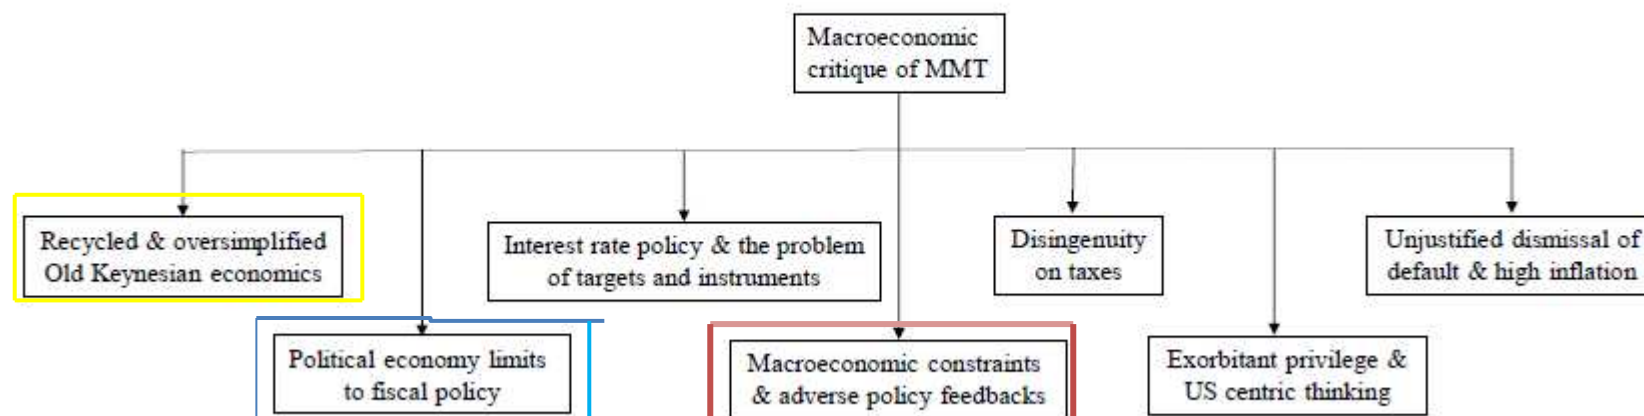 Macroeconomic
critique of MMT
Recycled & oversimplified
Old Keynesian economics
Interest rate policy & the problem
of targets and instruments
Disingenuity
on taxes
Unjustified dismissal of
default & high inflation
Political economy limits
to fiscal policy
Macroeconomic constraints
& adverse policy feedbacks
Exorbitant privilege &
US centric thinking